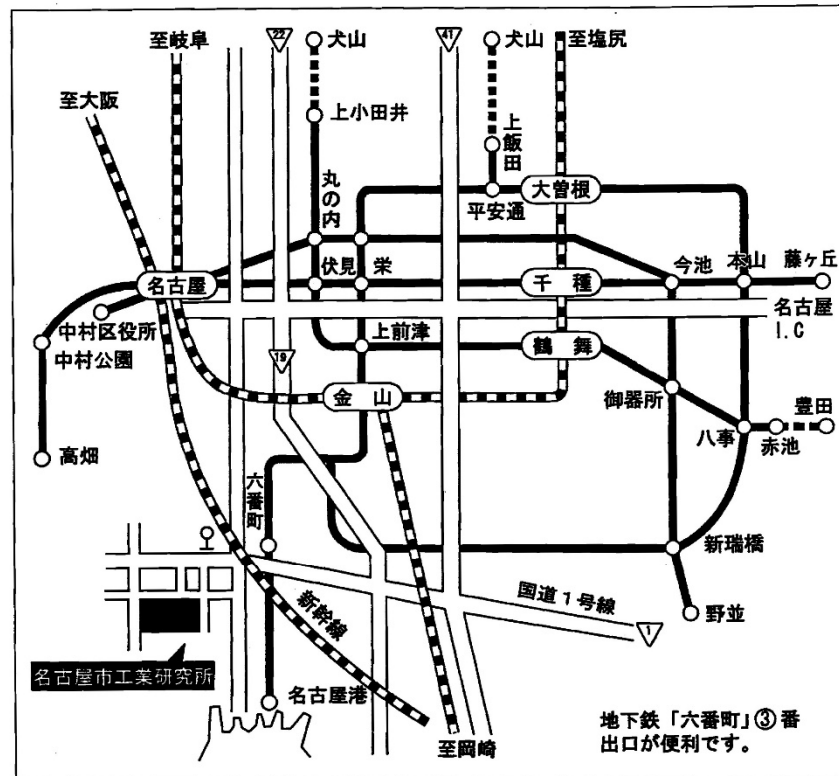 至岐阜
22
犬山
41
犬山
至塩尻
至大阪
上小田井
上飯田
丸の内
平安通
大曽根
名古屋
伏見
栄
千種
今池
本山
藤ヶ丘
中村区役所
中村公園
名古屋
I.C
上前津
鶴舞
19
金山
御器所
豊田
八事
赤池
高畑
六番町
新瑞橋
国道1号線
1
新幹線
野並
名古屋市工業研究所
名古屋港
至岡崎
地下鉄「六番町」③番
出口が便利です。